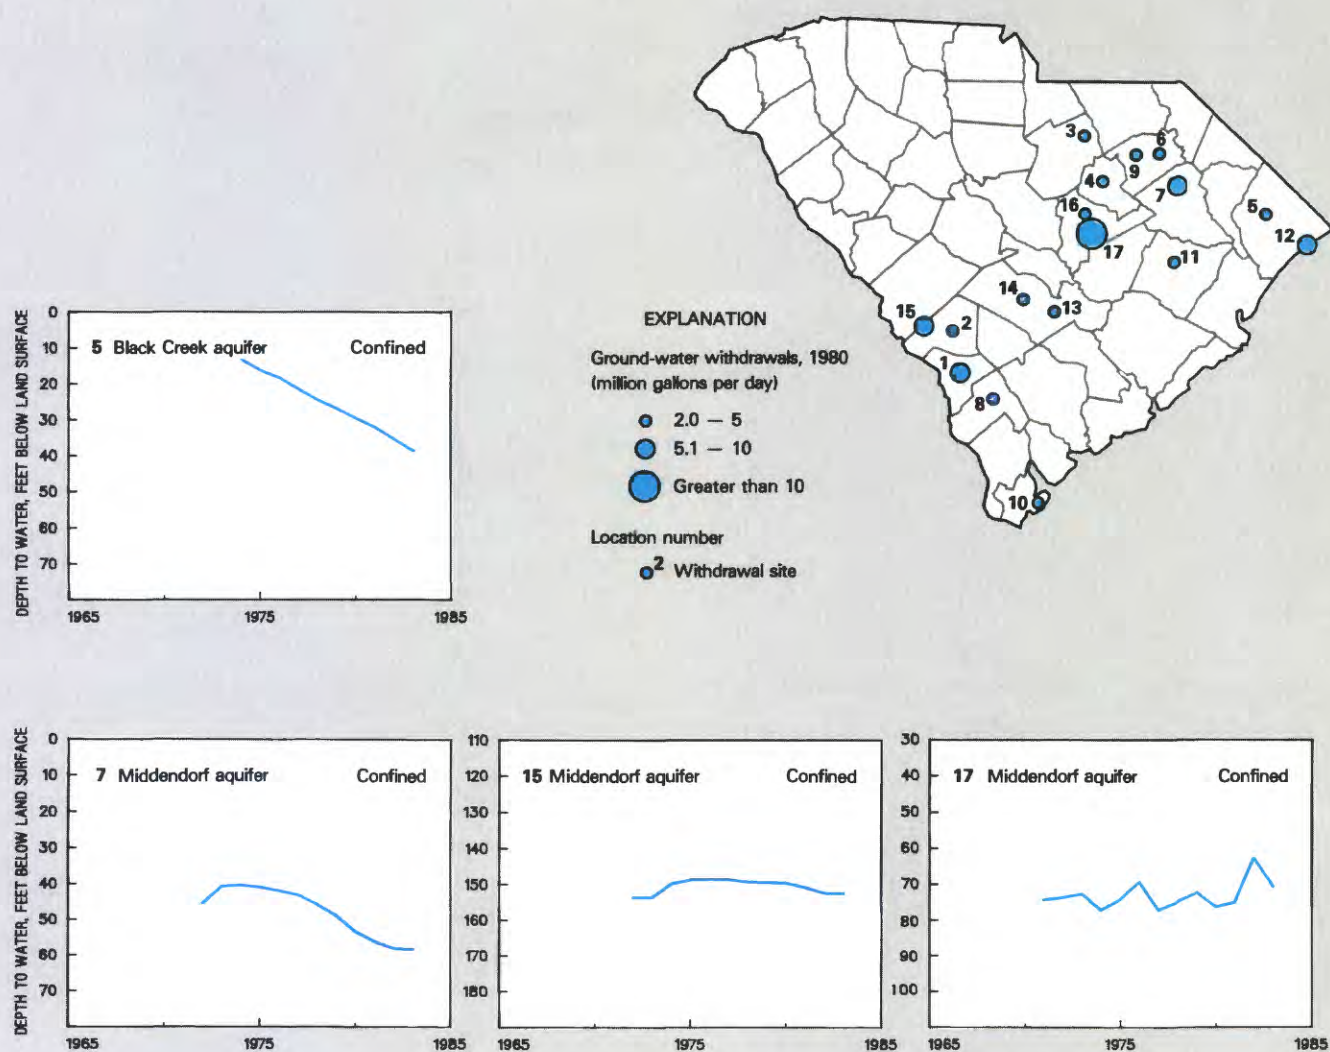 3
6
9
4
7
16
5
12
17
11
14
13
15
2
1
8
10
EXPLANATION
Ground-water withdrawals, 1980
(million gallons per day)
2.0 — 5
5.1 — 10
Greater than 10
Location number
2 Withdrawal site
DEPTH TO WATER, FEET BELOW LAND SURFACE
0
10
20
30
40
50
60
70
5 Black Creek aquifer Confined
1965 1975 1985
DEPTH TO WATER, FEET BELOW LAND SURFACE
0
10
20
30
40
50
60
70
7 Middendorf aquifer Confined
1965 1975 1985
110
120
130
140
150
160
170
180
15 Middendorf aquifer Confined
1965 1975 1985
30
40
50
60
70
80
90
100
17 Middendorf aquifer Confined
1965 1975 1985